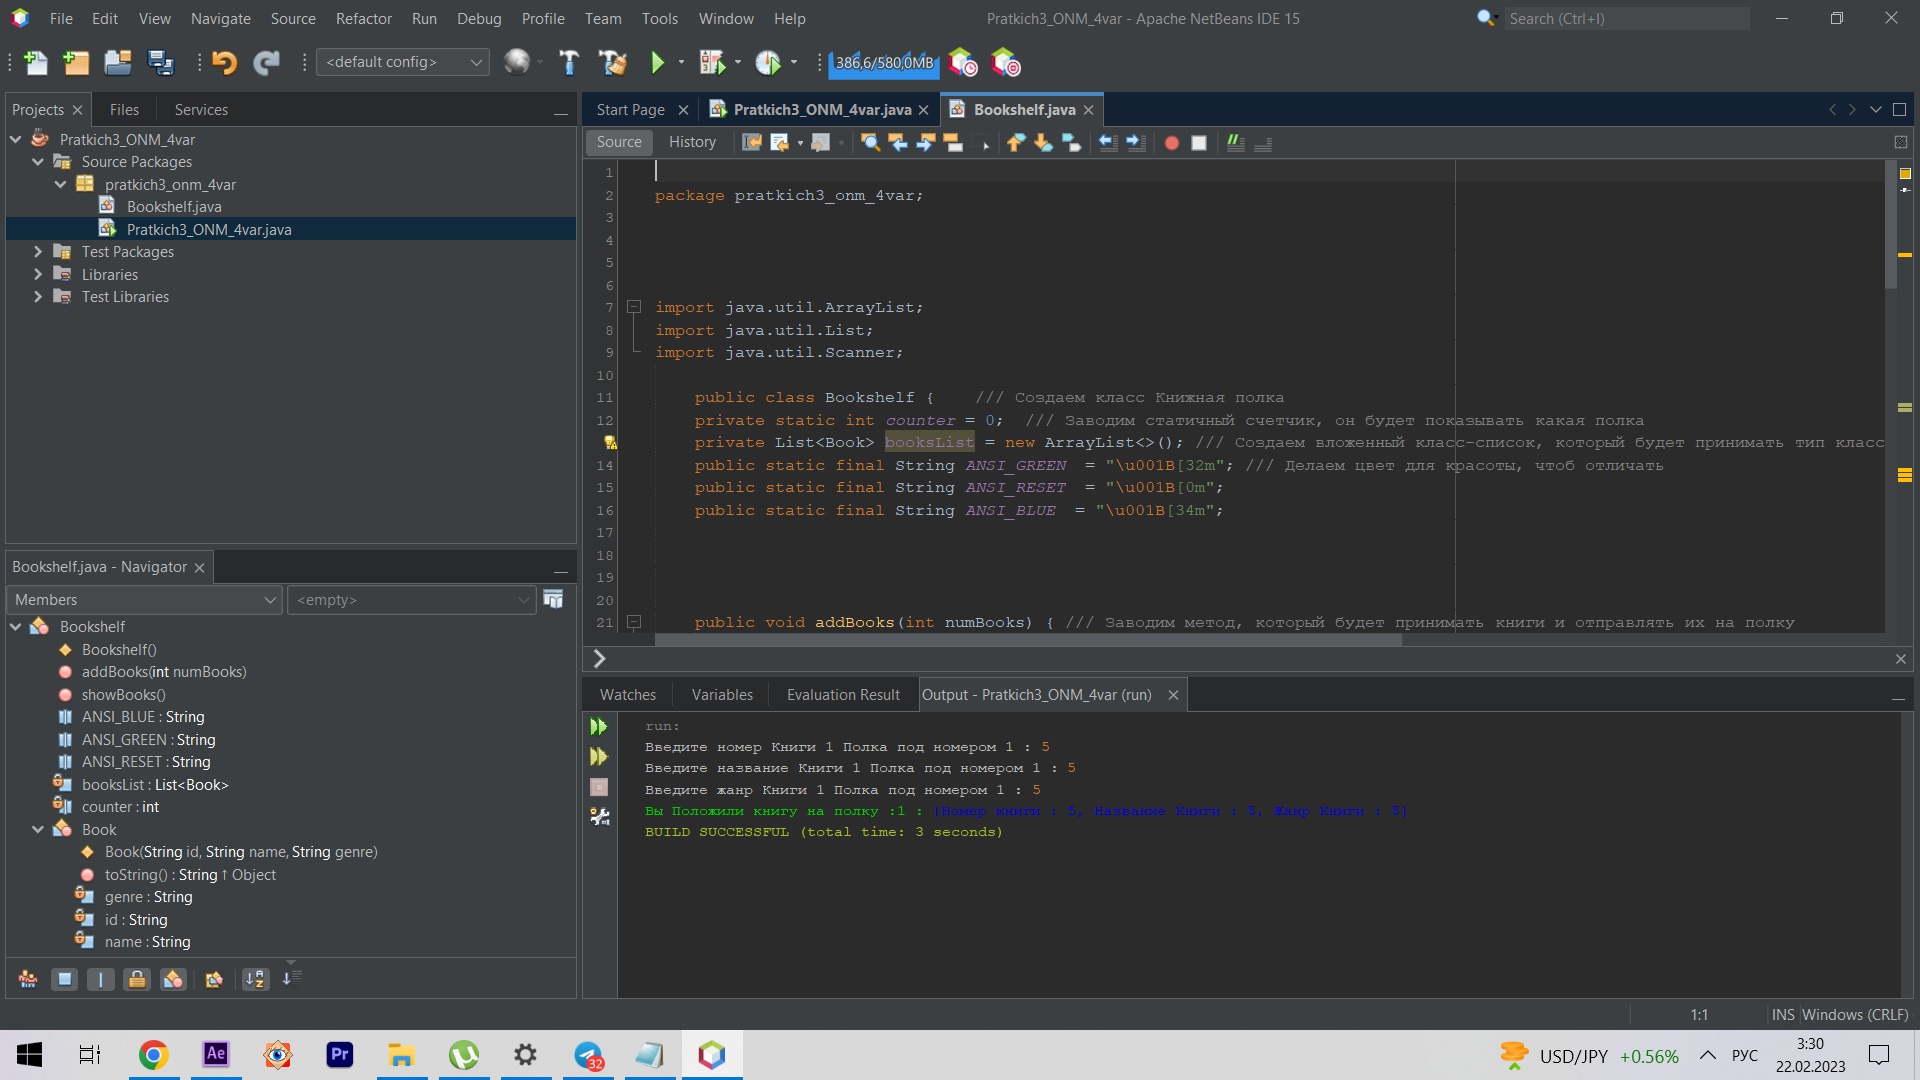 File Edit View Navigate Source Refactor Run Debug Profile Team Tools Window Help
Pratkich3_ONM_4var - Apache NetBeans IDE 15
Search (Ctrl+I)
<default config>
386,6/580,0MB
Projects
Files
Services
Pratkich3_ONM_4var
Source Packages
pratkich3_onm_4var
Bookshelf.java
Pratkich3_ONM_4var.java
Test Packages
Libraries
Test Libraries
Bookshelf.java - Navigator
Members
<empty>
Bookshelf
Bookshelf()
addBooks(int numBooks)
showBooks()
ANSI_BLUE : String
ANSI_GREEN : String
ANSI_RESET : String
booksList : List<Book>
counter : int
Book
Book(String id, String name, String genre)
toString() : String ↑ Object
genre : String
id : String
name : String
Start Page
Pratkich3_ONM_4var.java
Bookshelf.java
Source
History
1
2 package pratkich3_onm_4var;
3
4
5
6
7 import java.util.ArrayList;
8 import java.util.List;
9 import java.util.Scanner;
10
11 public class Bookshelf { /// Создаем класс Книжная полка
12 private static int counter = 0; /// Заводим статичный счетчик, он будет показывать какая полка
private List<Book> booksList = new ArrayList<>(); /// Создаем вложенный класс-список, который будет принимать тип класс
14 public static final String ANSI_GREEN = "\u001B[32m"; /// Делаем цвет для красоты, чтоб отличать
15 public static final String ANSI_RESET = "\u001B[0m";
16 public static final String ANSI_BLUE = "\u001B[34m";
17
18
19
20
21 public void addBooks(int numBooks) { /// Заводим метод, который будет принимать книги и отправлять их на полку
Watches
Variables
Evaluation Result
Output - Pratkich3_ONM_4var (run)
run:
Введите номер Книги 1 Полка под номером 1 : 5
Введите название Книги 1 Полка под номером 1 : 5
Введите жанр Книги 1 Полка под номером 1 : 5
Вы Положили книгу на полку :1 : {Номер книги : 5, Название Книги : 5, Жанр Книги : 5}
BUILD SUCCESSFUL (total time: 3 seconds)
1:1
INS
Windows (CRLF)
Ae
Pr
32
USD/JPY +0.56%
РУС
3:30
22.02.2023